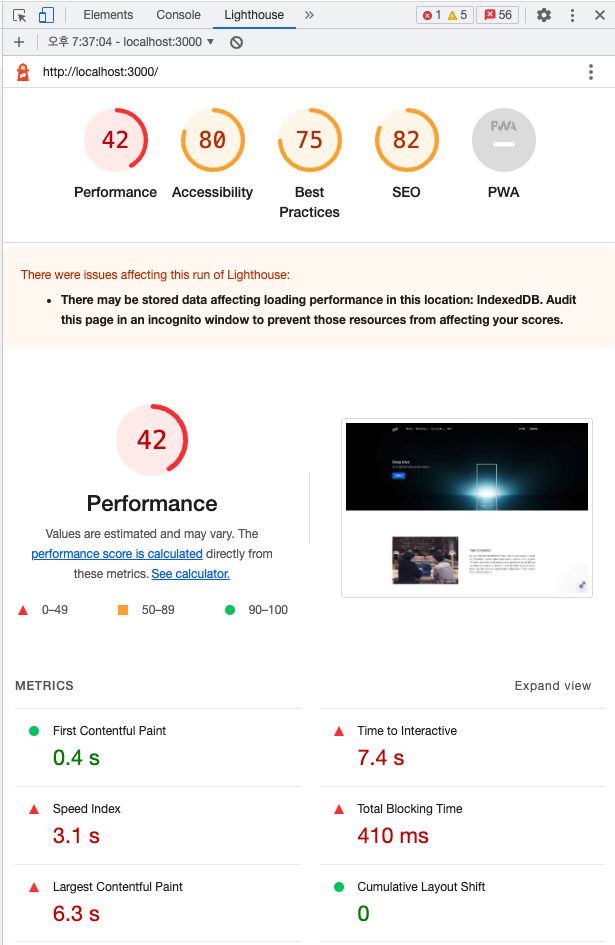 Elements Console Lighthouse »
1 5 56
+ 오후 7:37:04 - localhost:3000 ▼
http://localhost:3000/
42 80 75 82 PWA
Performance Accessibility Best Practices SEO PWA
There were issues affecting this run of Lighthouse:
• There may be stored data affecting loading performance in this location: IndexedDB. Audit
this page in an incognito window to prevent those resources from affecting your scores.
42
Performance
Values are estimated and may vary. The
performance score is calculated directly from
these metrics. See calculator.
0–49 50–89 90–100
Deep Dive
METRICS Expand view
First Contentful Paint
0.4 s
Time to Interactive
7.4 s
Speed Index
3.1 s
Total Blocking Time
410 ms
Largest Contentful Paint
6.3 s
Cumulative Layout Shift
0